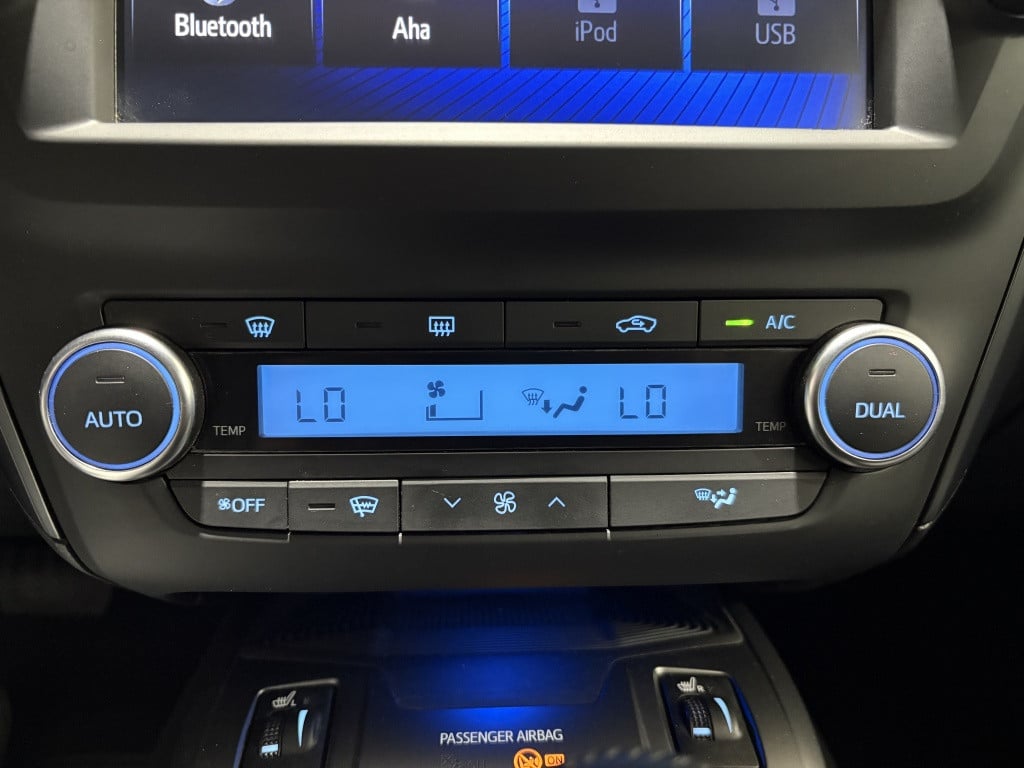 Bluetooth
Aha
iPod
USB
A/C
AUTO
TEMP
LO
LO
TEMP
DUAL
OFF
L
R
PASSENGER AIRBAG
ON